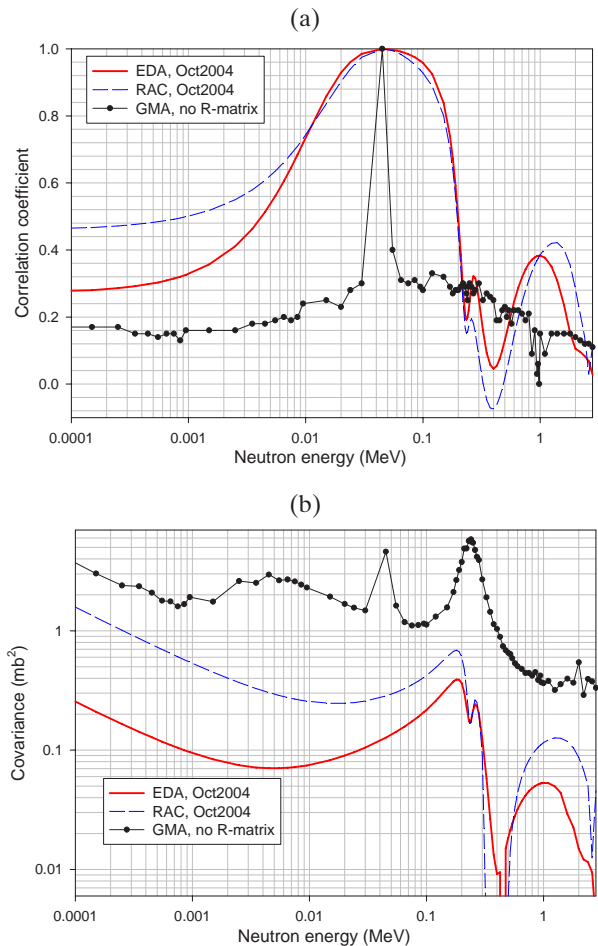 (a)
1.0
0.8
0.6
0.4
0.2
0.0
Correlation coefficient
EDA, Oct2004
RAC, Oct2004
GMA, no R-matrix
0.0001
0.001
0.01
0.1
1
Neutron energy (MeV)
(b)
1
0.1
0.01
Covariance (mb²)
EDA, Oct2004
RAC, Oct2004
GMA, no R-matrix
0.0001
0.001
0.01
0.1
1
Neutron energy (MeV)